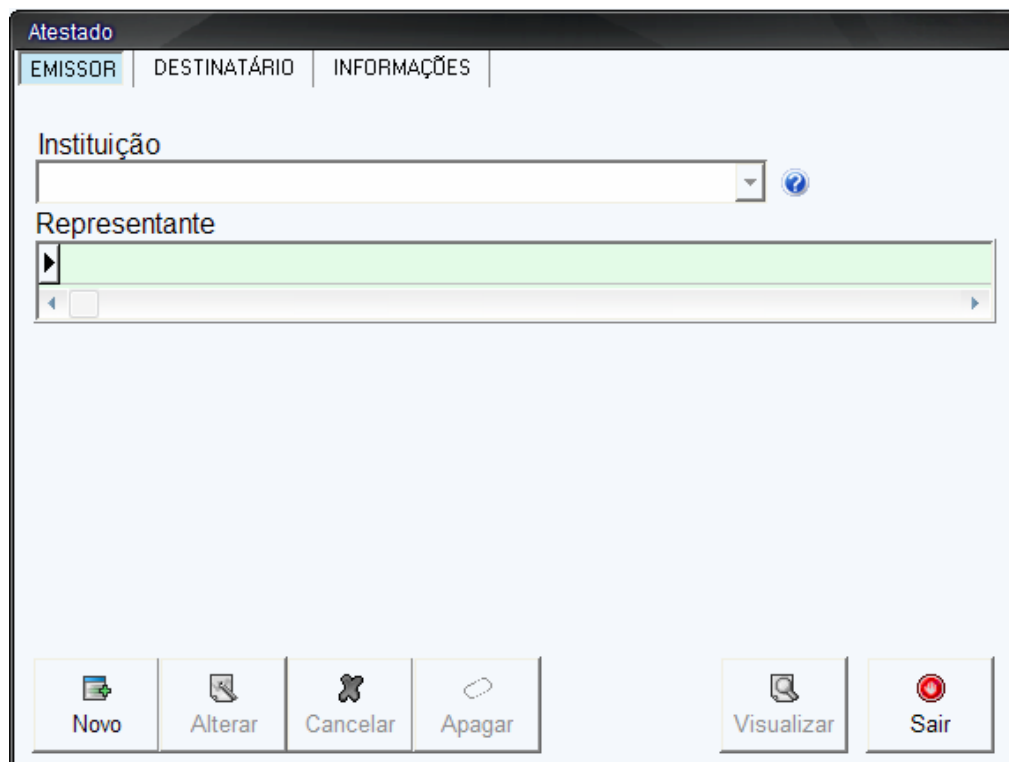 Atestado
EMISSOR DESTINATÁRIO INFORMAÇÕES
Instituição
Representante
Novo Alterar Cancelar Apagar Visualizar Sair